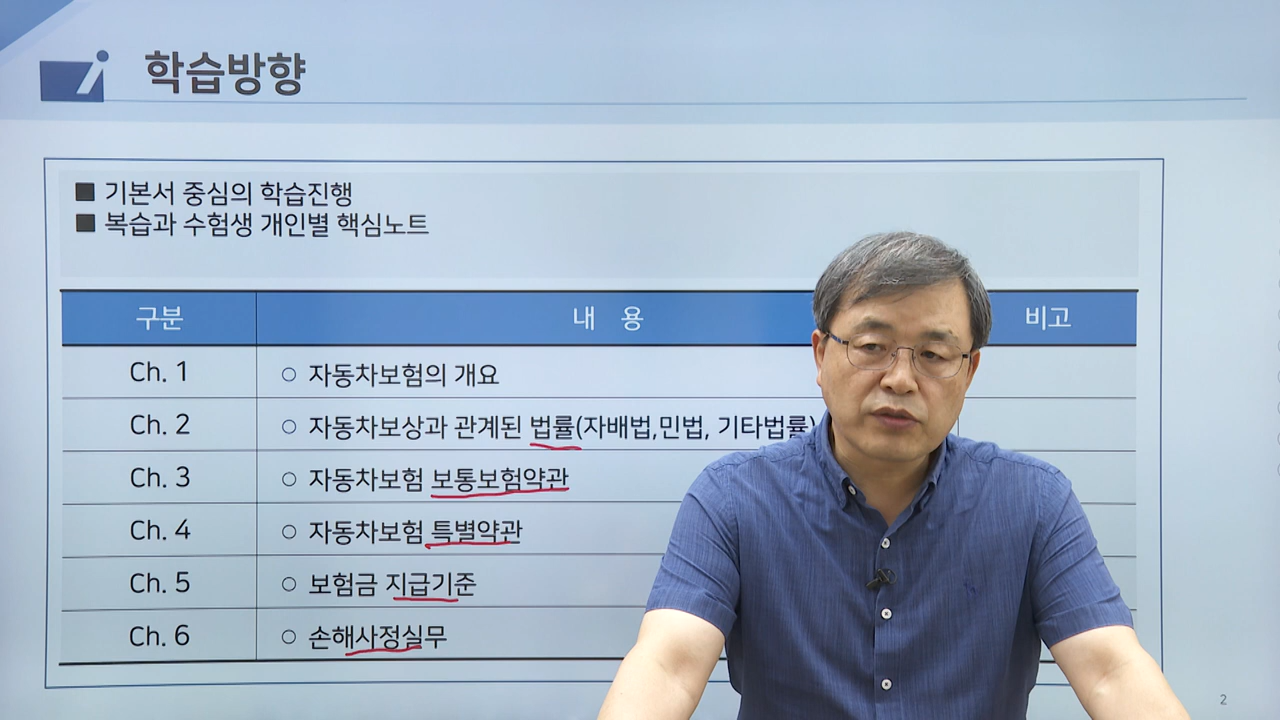 학습방향
■ 기본서 중심의 학습진행
■ 복습과 수험생 개인별 핵심노트
구분 내 용 비고
Ch. 1 ○ 자동차보험의 개요
Ch. 2 ○ 자동차보상과 관계된 법률(자배법,민법, 기타법률)
Ch. 3 ○ 자동차보험 보통보험약관
Ch. 4 ○ 자동차보험 특별약관
Ch. 5 ○ 보험금 지급기준
Ch. 6 ○ 손해사정실무
2